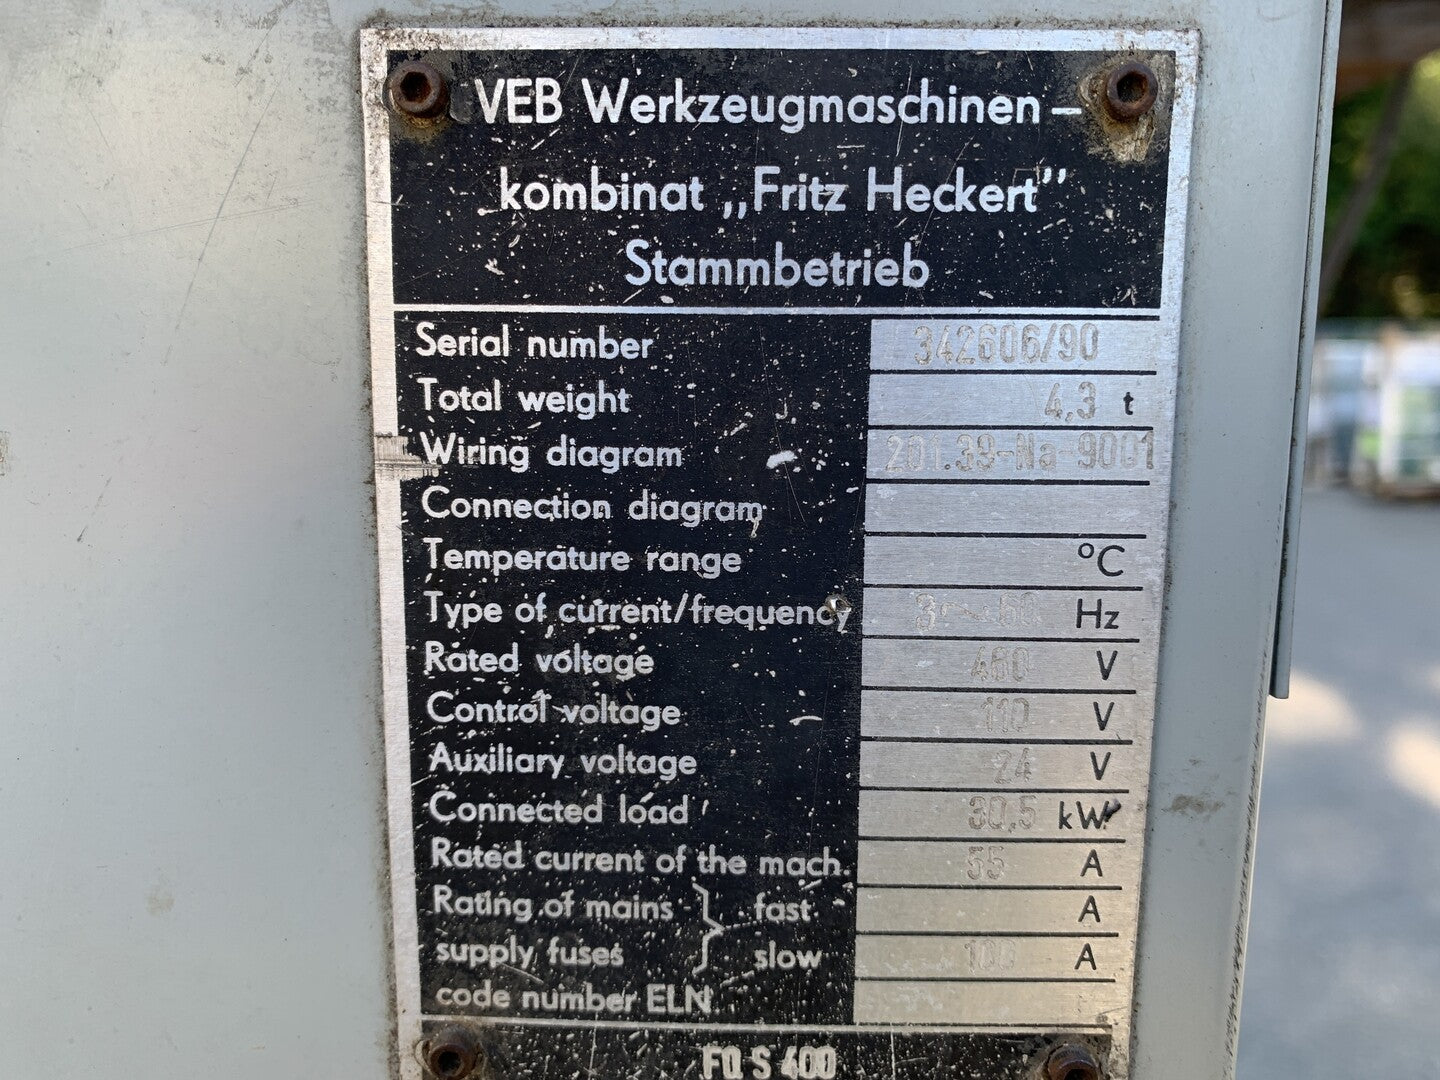 VEB Werkzeugmaschinen-
kombinat „Fritz Heckert”
Stammbetrieb
Serial number 342606/90
Total weight 4,3 t
Wiring diagram 201.39-Na-9001
Connection diagram
Temperature range °C
Type of current/frequency 3 ~ 60 Hz
Rated voltage 460 V
Control voltage 110 V
Auxiliary voltage 24 V
Connected load 30,5 kW
Rated current of the mach. 55 A
Rating of mains } fast A
supply fuses } slow 100 A
code number ELN
FQ S 400